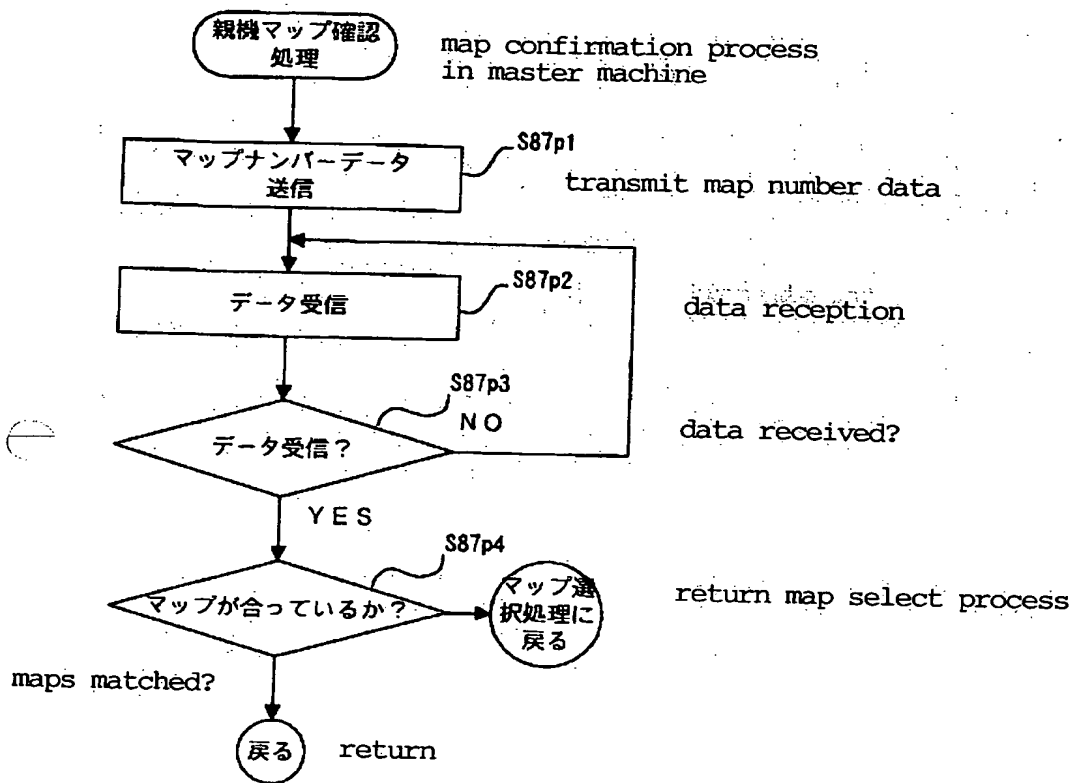 親機マップ確認
処理
map confirmation process
in master machine
S87p1
マップナンバーデータ
送信
transmit map number data
S87p2
データ受信
data reception
S87p3
NO
データ受信？
data received?
YES
S87p4
マップが合っているか？
マップ選
択処理に
戻る
return map select process
maps matched?
戻る
return